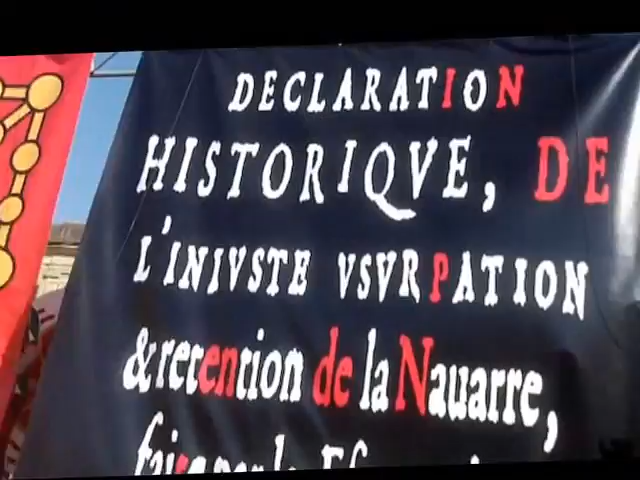 DECLARATION
HISTORIQVE, DE
L'INIVSTE VSVRPATION
& retention de la Nauarre,